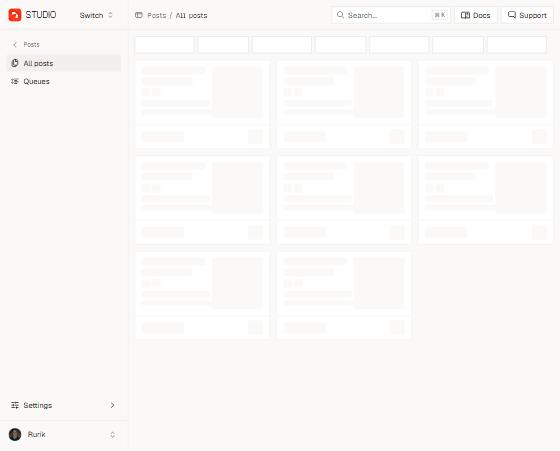 STUDIO
Switch
Posts / All posts
Search...
⌘ K
Docs
Support
Posts
All posts
Queues
Settings
Rurik